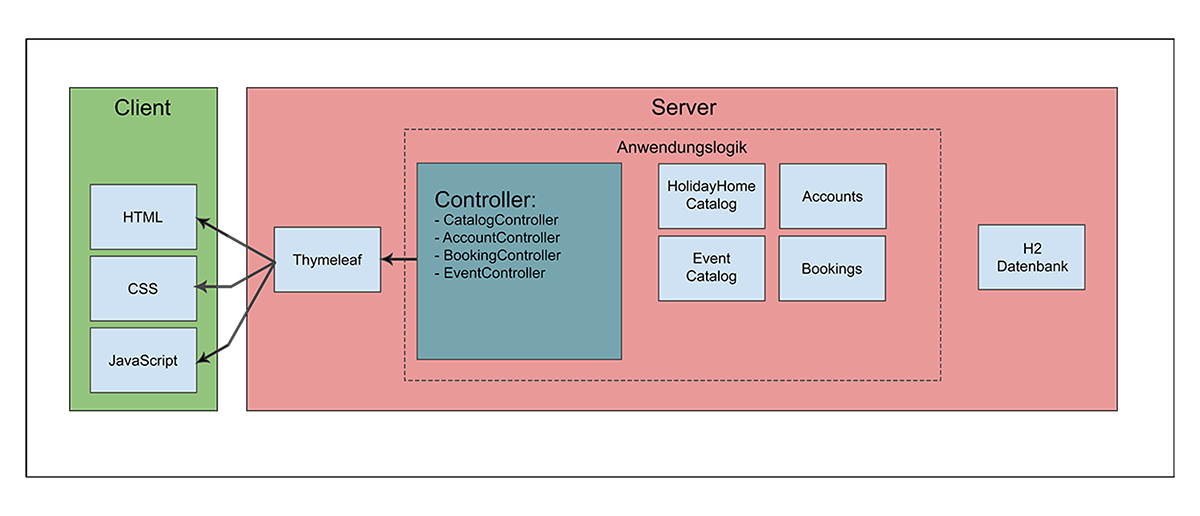 Client
HTML
CSS
JavaScript
Server
Thymeleaf
Anwendungslogik
Controller:
- CatalogController
- AccountController
- BookingController
- EventController
HolidayHome
Catalog
Accounts
Event
Catalog
Bookings
H2
Datenbank